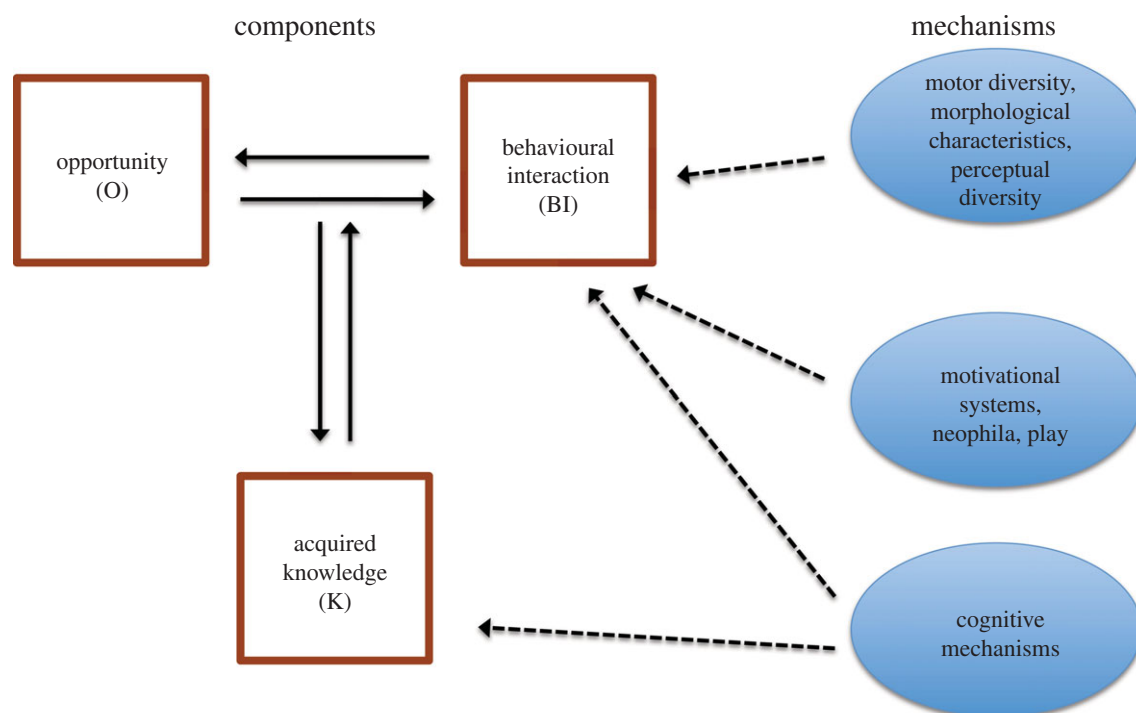 components
mechanisms
opportunity
(O)
behavioural
interaction
(BI)
motor diversity,
morphological
characteristics,
perceptual
diversity
motivational
systems,
neophila, play
acquired
knowledge
(K)
cognitive
mechanisms